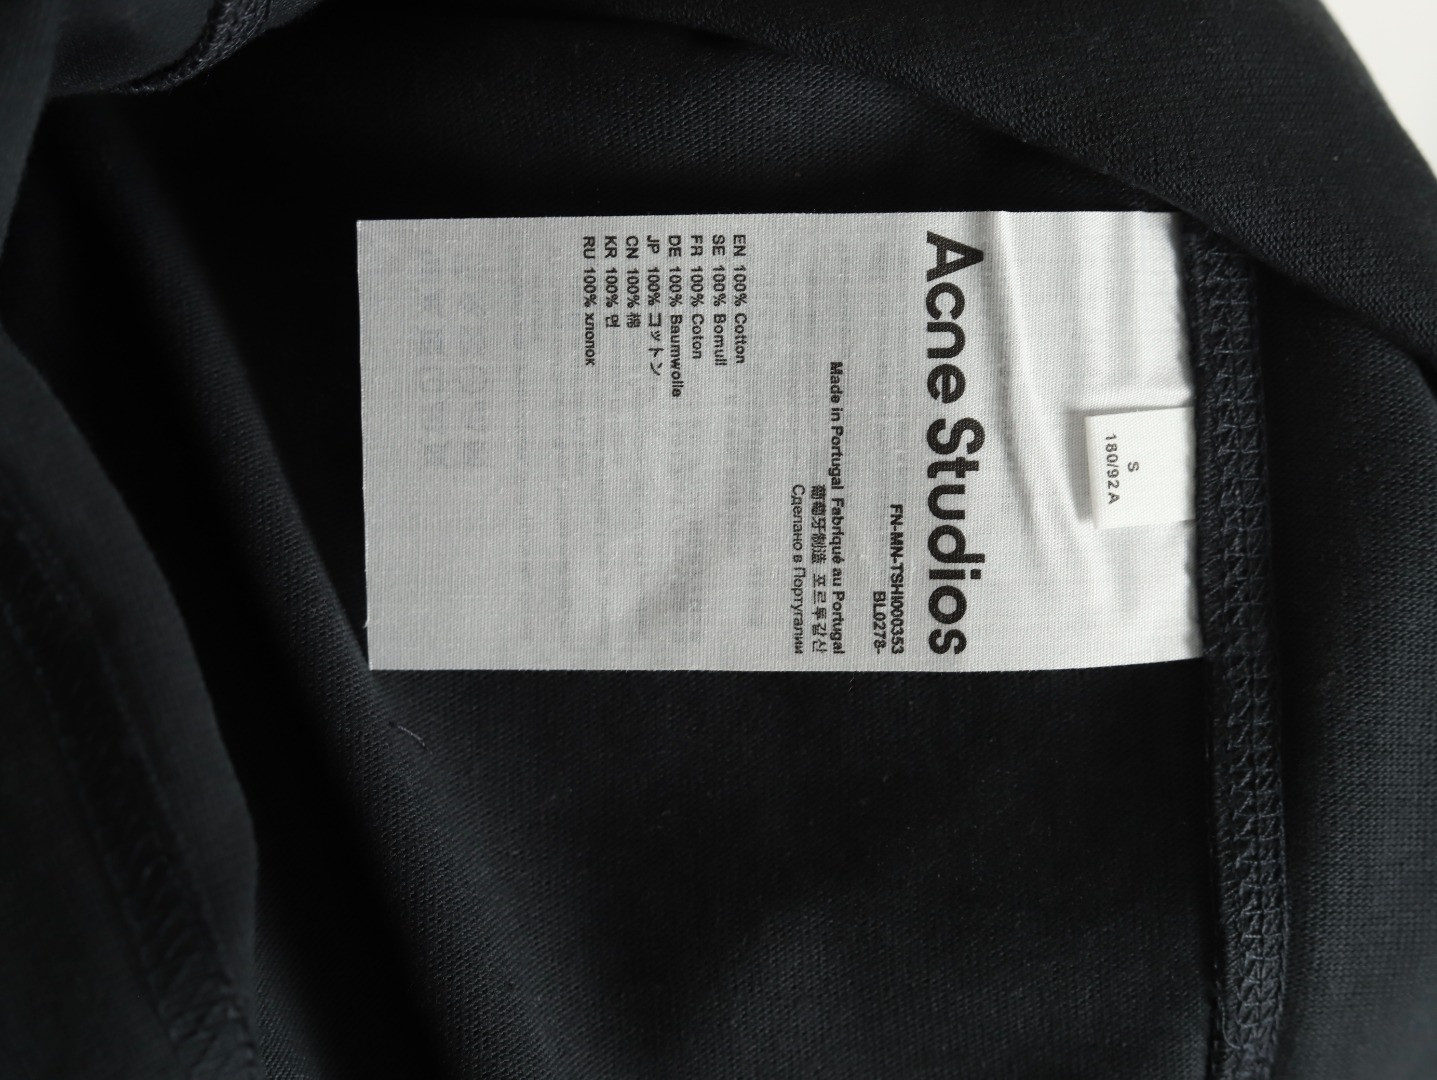 S
180/92A
Acne Studios
FN-MN-TSHI000353
BL0278-
Made in Portugal Fabriqué au Portugal
葡萄牙制造 포르투갈산
Сделано в Португалии
EN 100% Cotton
SE 100% Bomull
FR 100% Coton
DE 100% Baumwolle
JP 100% コットン
CN 100% 棉
KR 100% 면
RU 100% хлопок